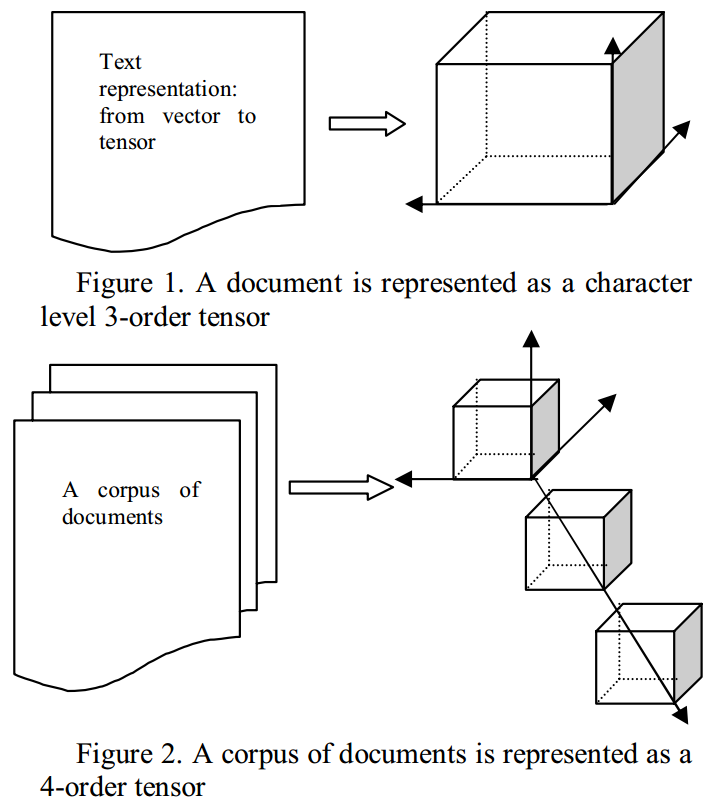 Text
representation:
from vector to
tensor
Figure 1. A document is represented as a character
level 3-order tensor
A corpus of
documents
Figure 2. A corpus of documents is represented as a
4-order tensor